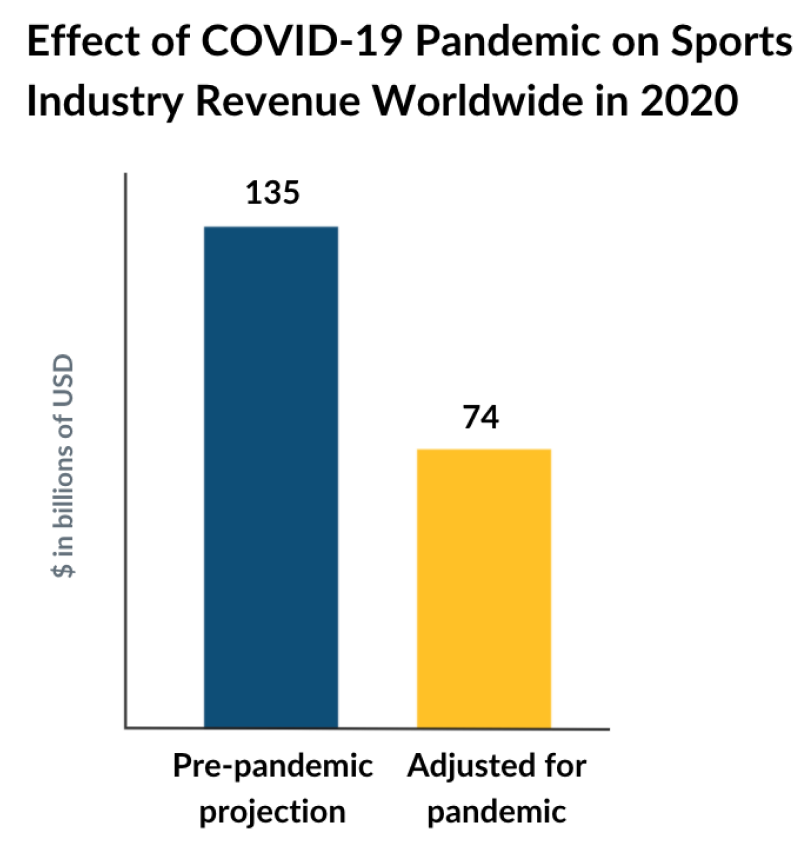 Effect of COVID-19 Pandemic on Sports
Industry Revenue Worldwide in 2020
135
74
$ in billions of USD
Pre-pandemic
projection
Adjusted for
pandemic